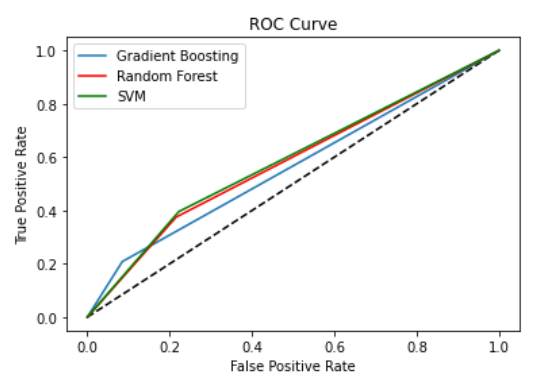 ROC Curve
Gradient Boosting
Random Forest
SVM
1.0
0.8
0.6
0.4
0.2
0.0
True Positive Rate
0.0 0.2 0.4 0.6 0.8 1.0
False Positive Rate